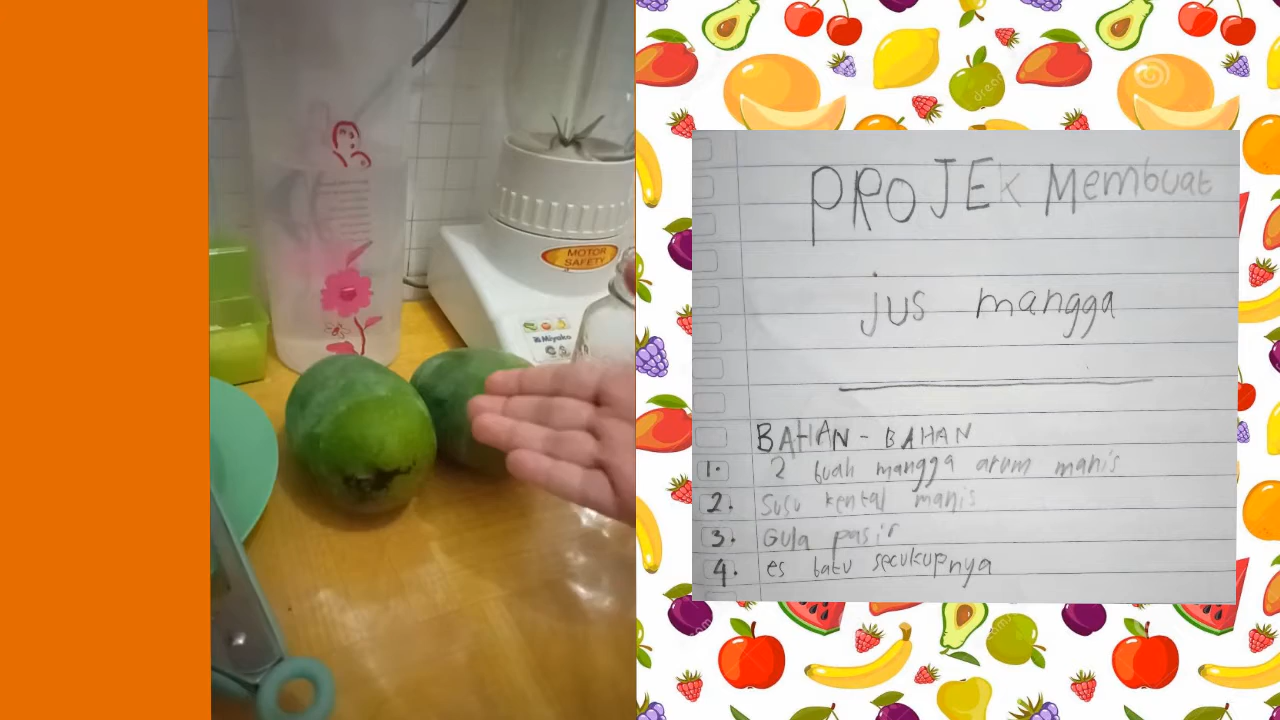 MOTOR
SAFETY
Miyako
PROJEK Membuat
jus mangga
BAHAN - BAHAN
1. 2 buah mangga arum manis
2. Susu kental manis
3. Gula pasir
4. es batu secukupnya